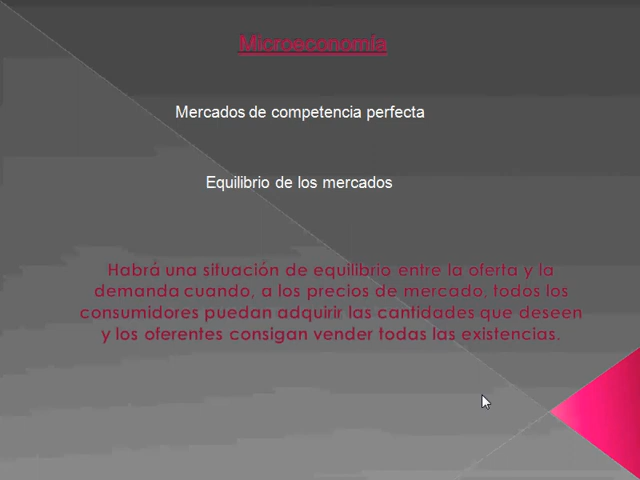 Microeconomía
Mercados de competencia perfecta
Equilibrio de los mercados
Habrá una situación de equilibrio entre la oferta y la
demanda cuando, a los precios de mercado, todos los
consumidores puedan adquirir las cantidades que deseen
y los oferentes consigan vender todas las existencias.